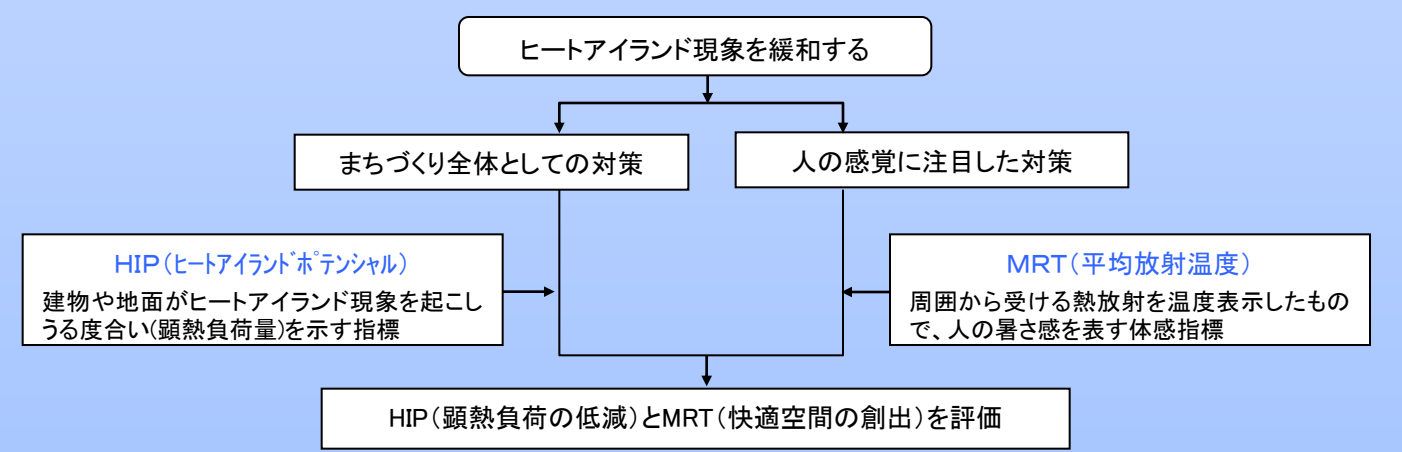 ヒートアイランド現象を緩和する
まちづくり全体としての対策
人の感覚に注目した対策
HIP(ﾋｰﾄｱｲﾗﾝﾄﾞﾎﾟﾃﾝｼｬﾙ)
建物や地面がヒートアイランド現象を起こし
うる度合い(顕熱負荷量)を示す指標
MRT(平均放射温度)
周囲から受ける熱放射を温度表示したもの
で、人の暑さ感を表す体感指標
HIP(顕熱負荷の低減)とMRT(快適空間の創出)を評価